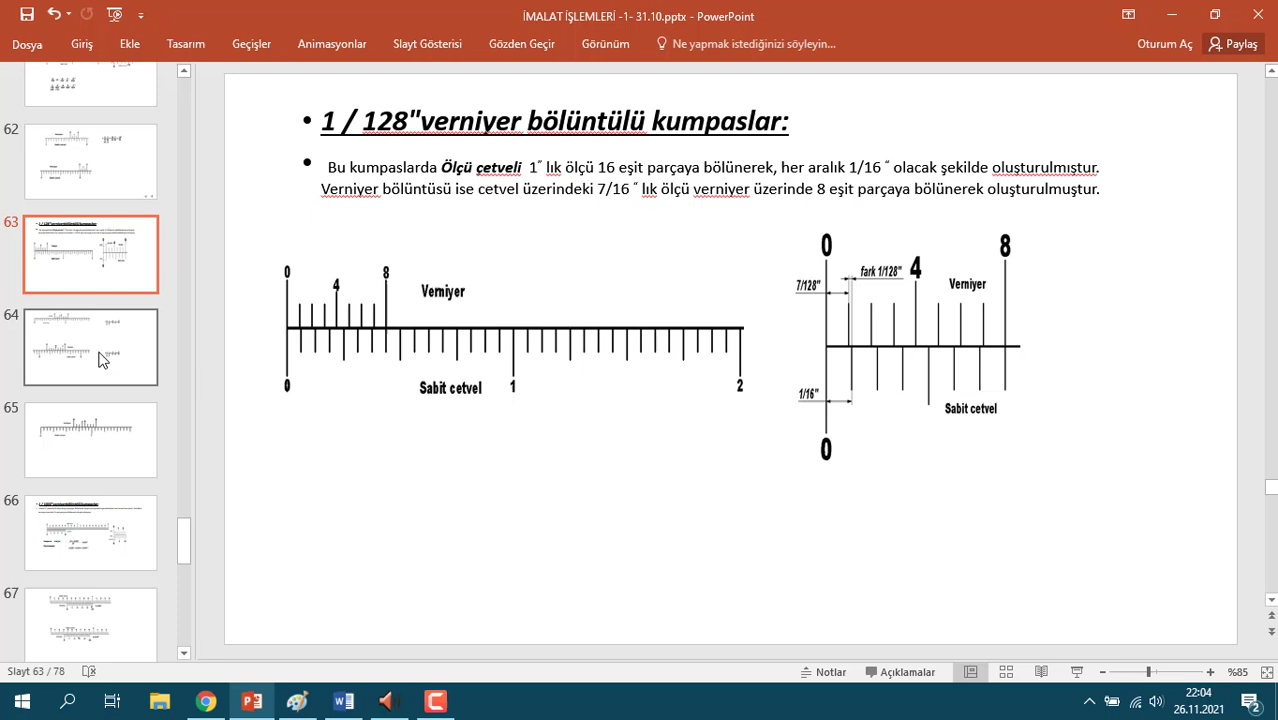 İMALAT İŞLEMLERİ -1- 31.10.pptx - PowerPoint
Dosya Giriş Ekle Tasarım Geçişler Animasyonlar Slayt Gösterisi Gözden Geçir Görünüm Ne yapmak istediğinizi söyleyin... Oturum Aç Paylaş
62
63
64
65
66
67
• 1 / 128"verniyer bölüntülü kumpaslar:
• Bu kumpaslarda Ölçü çetveli 1″ lık ölçü 16 eşit parçaya bölünerek, her aralık 1/16 “ olacak şekilde oluşturulmıştur.
Verniyer bölüntüsü ise cetvel üzerindeki 7/16 ″ lık ölçü verniyer üzerinde 8 eşit parçaya bölünerek oluşturulmuştur.
0 4 8 Verniyer
0 Sabit cetvel 1 2
0 fark 1/128" 4 8
7/128" Verniyer
1/16" Sabit cetvel
0
Slayt 63 / 78 Notlar Açıklamalar %85
22:04
26.11.2021
2